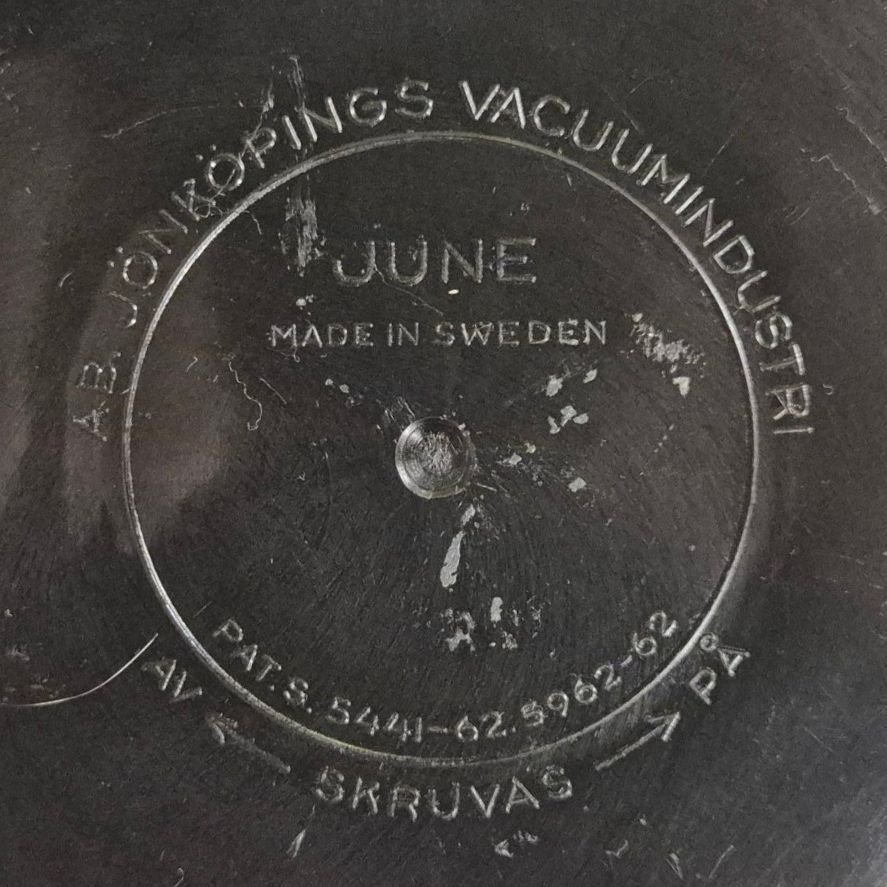 A.B. JÖNKÖPINGS VACUUMINDUSTRI
JUNE
MADE IN SWEDEN
PAT. S. 5441-62. 5962-62
AV ← SKRUVAS → PÅ